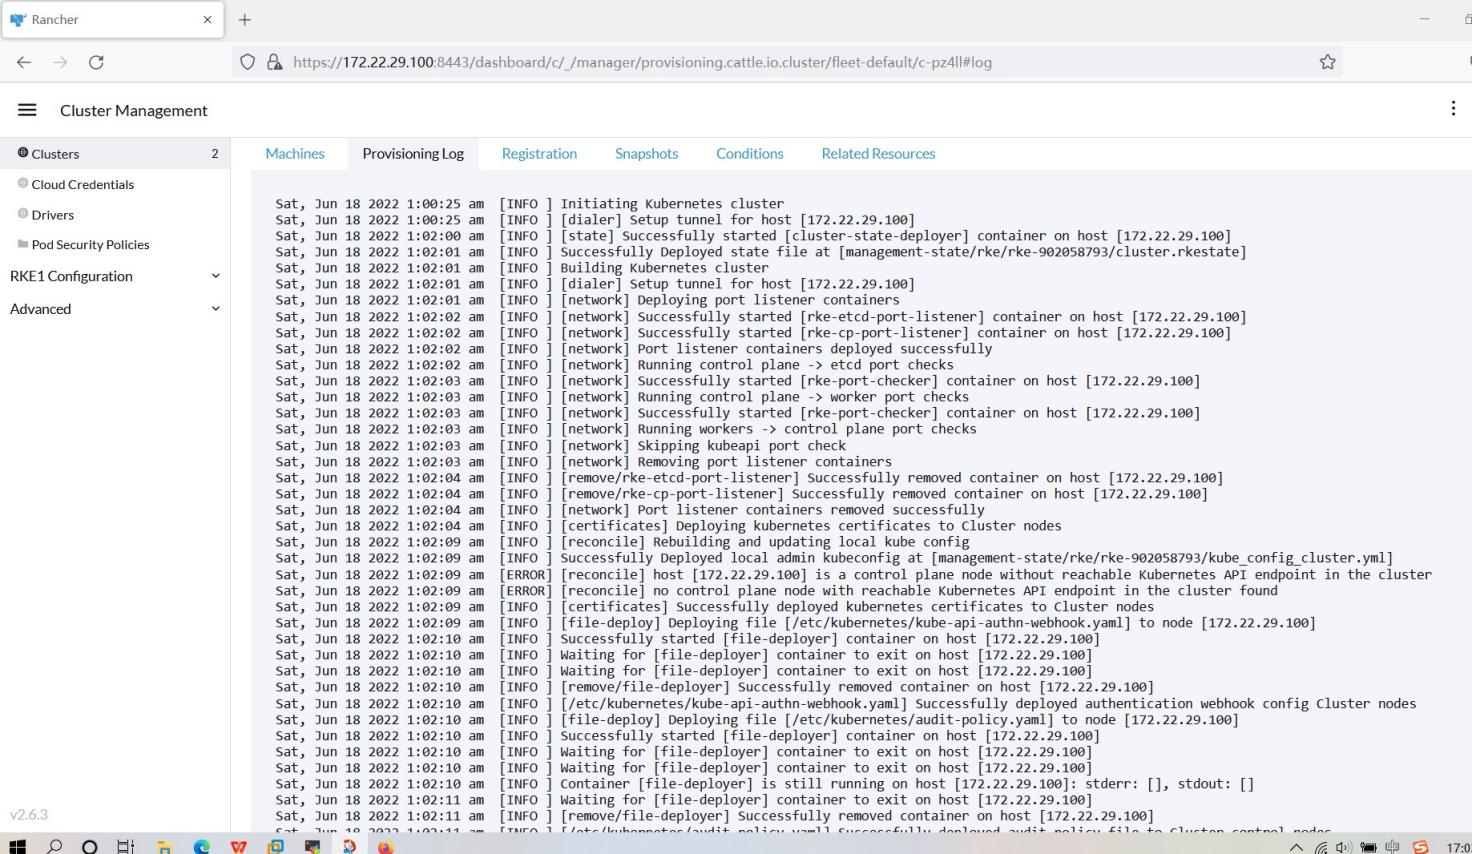 Rancher
https://172.22.29.100:8443/dashboard/c/_/manager/provisioning.cattle.io.cluster/fleet-default/c-pz4ll#log
Cluster Management
Clusters 2
Cloud Credentials
Drivers
Pod Security Policies
RKE1 Configuration
Advanced
v2.6.3
Machines Provisioning Log Registration Snapshots Conditions Related Resources
Sat, Jun 18 2022 1:00:25 am [INFO ] Initiating Kubernetes cluster
Sat, Jun 18 2022 1:00:25 am [INFO ] [dialer] Setup tunnel for host [172.22.29.100]
Sat, Jun 18 2022 1:02:00 am [INFO ] [state] Successfully started [cluster-state-deployer] container on host [172.22.29.100]
Sat, Jun 18 2022 1:02:01 am [INFO ] Successfully Deployed state file at [management-state/rke/rke-902058793/cluster.rkestate]
Sat, Jun 18 2022 1:02:01 am [INFO ] Building Kubernetes cluster
Sat, Jun 18 2022 1:02:01 am [INFO ] [dialer] Setup tunnel for host [172.22.29.100]
Sat, Jun 18 2022 1:02:01 am [INFO ] [network] Deploying port listener containers
Sat, Jun 18 2022 1:02:02 am [INFO ] [network] Successfully started [rke-etcd-port-listener] container on host [172.22.29.100]
Sat, Jun 18 2022 1:02:02 am [INFO ] [network] Successfully started [rke-cp-port-listener] container on host [172.22.29.100]
Sat, Jun 18 2022 1:02:02 am [INFO ] [network] Port listener containers deployed successfully
Sat, Jun 18 2022 1:02:02 am [INFO ] [network] Running control plane -> etcd port checks
Sat, Jun 18 2022 1:02:03 am [INFO ] [network] Successfully started [rke-port-checker] container on host [172.22.29.100]
Sat, Jun 18 2022 1:02:03 am [INFO ] [network] Running control plane -> worker port checks
Sat, Jun 18 2022 1:02:03 am [INFO ] [network] Successfully started [rke-port-checker] container on host [172.22.29.100]
Sat, Jun 18 2022 1:02:03 am [INFO ] [network] Running workers -> control plane port checks
Sat, Jun 18 2022 1:02:03 am [INFO ] [network] Skipping kubeapi port check
Sat, Jun 18 2022 1:02:03 am [INFO ] [network] Removing port listener containers
Sat, Jun 18 2022 1:02:04 am [INFO ] [remove/rke-etcd-port-listener] Successfully removed container on host [172.22.29.100]
Sat, Jun 18 2022 1:02:04 am [INFO ] [remove/rke-cp-port-listener] Successfully removed container on host [172.22.29.100]
Sat, Jun 18 2022 1:02:04 am [INFO ] [network] Port listener containers removed successfully
Sat, Jun 18 2022 1:02:04 am [INFO ] [certificates] Deploying kubernetes certificates to Cluster nodes
Sat, Jun 18 2022 1:02:09 am [INFO ] [reconcile] Rebuilding and updating local kube config
Sat, Jun 18 2022 1:02:09 am [INFO ] Successfully Deployed local admin kubeconfig at [management-state/rke/rke-902058793/kube_config_cluster.yml]
Sat, Jun 18 2022 1:02:09 am [ERROR] [reconcile] host [172.22.29.100] is a control plane node without reachable Kubernetes API endpoint in the cluster
Sat, Jun 18 2022 1:02:09 am [ERROR] [reconcile] no control plane node with reachable Kubernetes API endpoint in the cluster found
Sat, Jun 18 2022 1:02:09 am [INFO ] [certificates] Successfully deployed kubernetes certificates to Cluster nodes
Sat, Jun 18 2022 1:02:09 am [INFO ] [file-deploy] Deploying file [/etc/kubernetes/kube-api-authn-webhook.yaml] to node [172.22.29.100]
Sat, Jun 18 2022 1:02:10 am [INFO ] Successfully started [file-deployer] container on host [172.22.29.100]
Sat, Jun 18 2022 1:02:10 am [INFO ] Waiting for [file-deployer] container to exit on host [172.22.29.100]
Sat, Jun 18 2022 1:02:10 am [INFO ] Waiting for [file-deployer] container to exit on host [172.22.29.100]
Sat, Jun 18 2022 1:02:10 am [INFO ] [remove/file-deployer] Successfully removed container on host [172.22.29.100]
Sat, Jun 18 2022 1:02:10 am [INFO ] [/etc/kubernetes/kube-api-authn-webhook.yaml] Successfully deployed authentication webhook config Cluster nodes
Sat, Jun 18 2022 1:02:10 am [INFO ] [file-deploy] Deploying file [/etc/kubernetes/audit-policy.yaml] to node [172.22.29.100]
Sat, Jun 18 2022 1:02:10 am [INFO ] Successfully started [file-deployer] container on host [172.22.29.100]
Sat, Jun 18 2022 1:02:10 am [INFO ] Waiting for [file-deployer] container to exit on host [172.22.29.100]
Sat, Jun 18 2022 1:02:10 am [INFO ] Waiting for [file-deployer] container to exit on host [172.22.29.100]
Sat, Jun 18 2022 1:02:10 am [INFO ] Container [file-deployer] is still running on host [172.22.29.100]: stderr: [], stdout: []
Sat, Jun 18 2022 1:02:11 am [INFO ] Waiting for [file-deployer] container to exit on host [172.22.29.100]
Sat, Jun 18 2022 1:02:11 am [INFO ] [remove/file-deployer] Successfully removed container on host [172.22.29.100]
Sat, Jun 18 2022 1:02:11 am [INFO ] [/etc/kubernetes/audit-policy.yaml] Successfully deployed audit policy file to Cluster control nodes